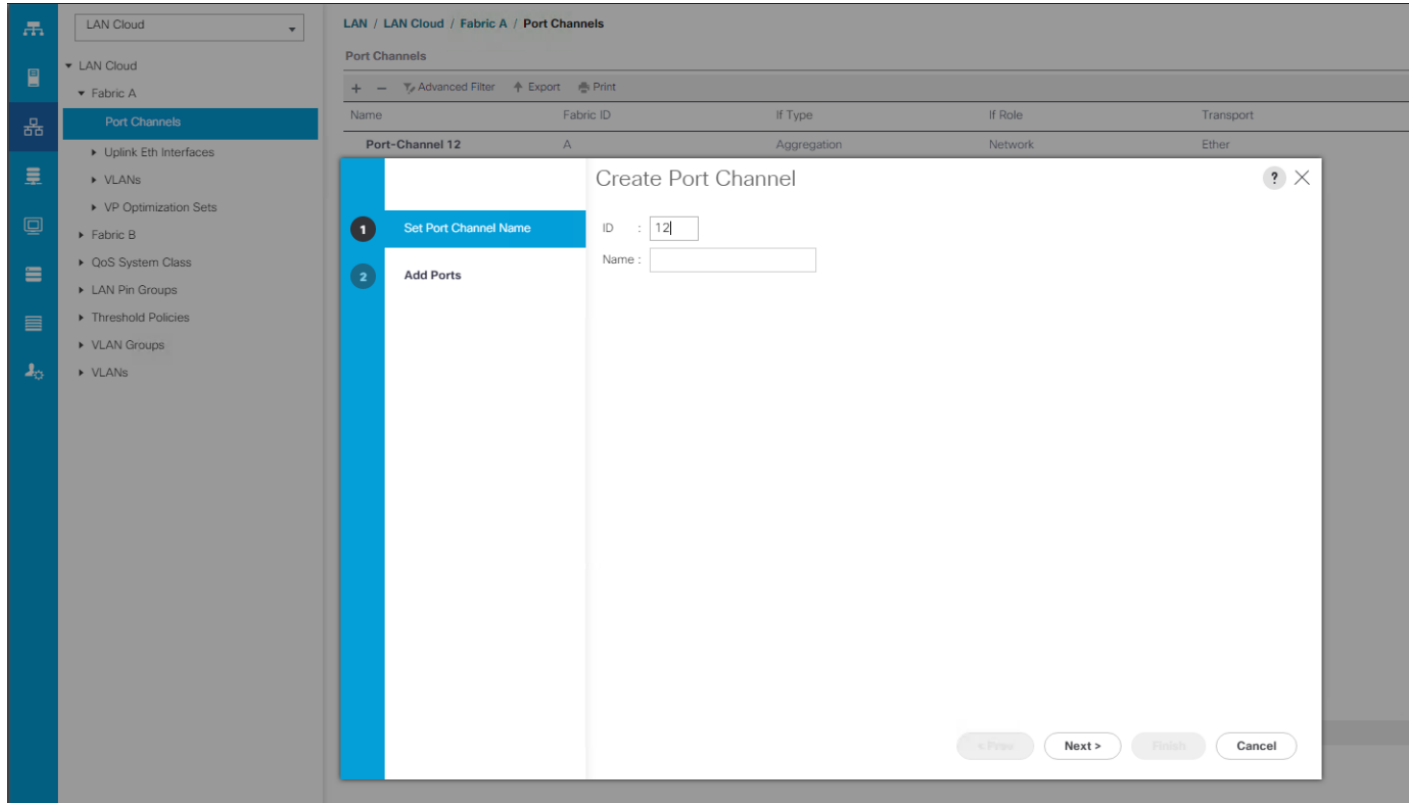 LAN Cloud
LAN / LAN Cloud / Fabric A / Port Channels
Port Channels
LAN Cloud
Fabric A
Port Channels
Uplink Eth Interfaces
VLANs
VP Optimization Sets
Fabric B
QoS System Class
LAN Pin Groups
Threshold Policies
VLAN Groups
VLANs
+ − Advanced Filter Export Print
Name Fabric ID If Type If Role Transport
Port-Channel 12 A Aggregation Network Ether
Create Port Channel ?
1 Set Port Channel Name
2 Add Ports
ID : 12
Name :
< Prev Next > Finish Cancel